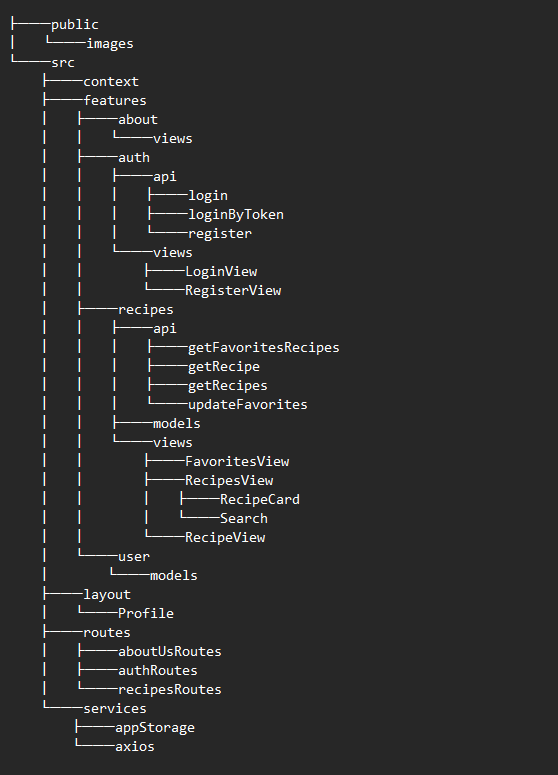 ├───public
│   └───images
└───src
    ├───context
    ├───features
    │   ├───about
    │   │   └───views
    │   ├───auth
    │   │   ├───api
    │   │   │   ├───login
    │   │   │   ├───loginByToken
    │   │   │   └───register
    │   │   └───views
    │   │       ├───LoginView
    │   │       └───RegisterView
    │   ├───recipes
    │   │   ├───api
    │   │   │   ├───getFavoritesRecipes
    │   │   │   ├───getRecipe
    │   │   │   ├───getRecipes
    │   │   │   └───updateFavorites
    │   │   ├───models
    │   │   └───views
    │   │       ├───FavoritesView
    │   │       ├───RecipesView
    │   │       │   ├───RecipeCard
    │   │       │   └───Search
    │   │       └───RecipeView
    │   └───user
    │       └───models
    ├───layout
    │   └───Profile
    ├───routes
    │   ├───aboutUsRoutes
    │   ├───authRoutes
    │   └───recipesRoutes
    └───services
        ├───appStorage
        └───axios